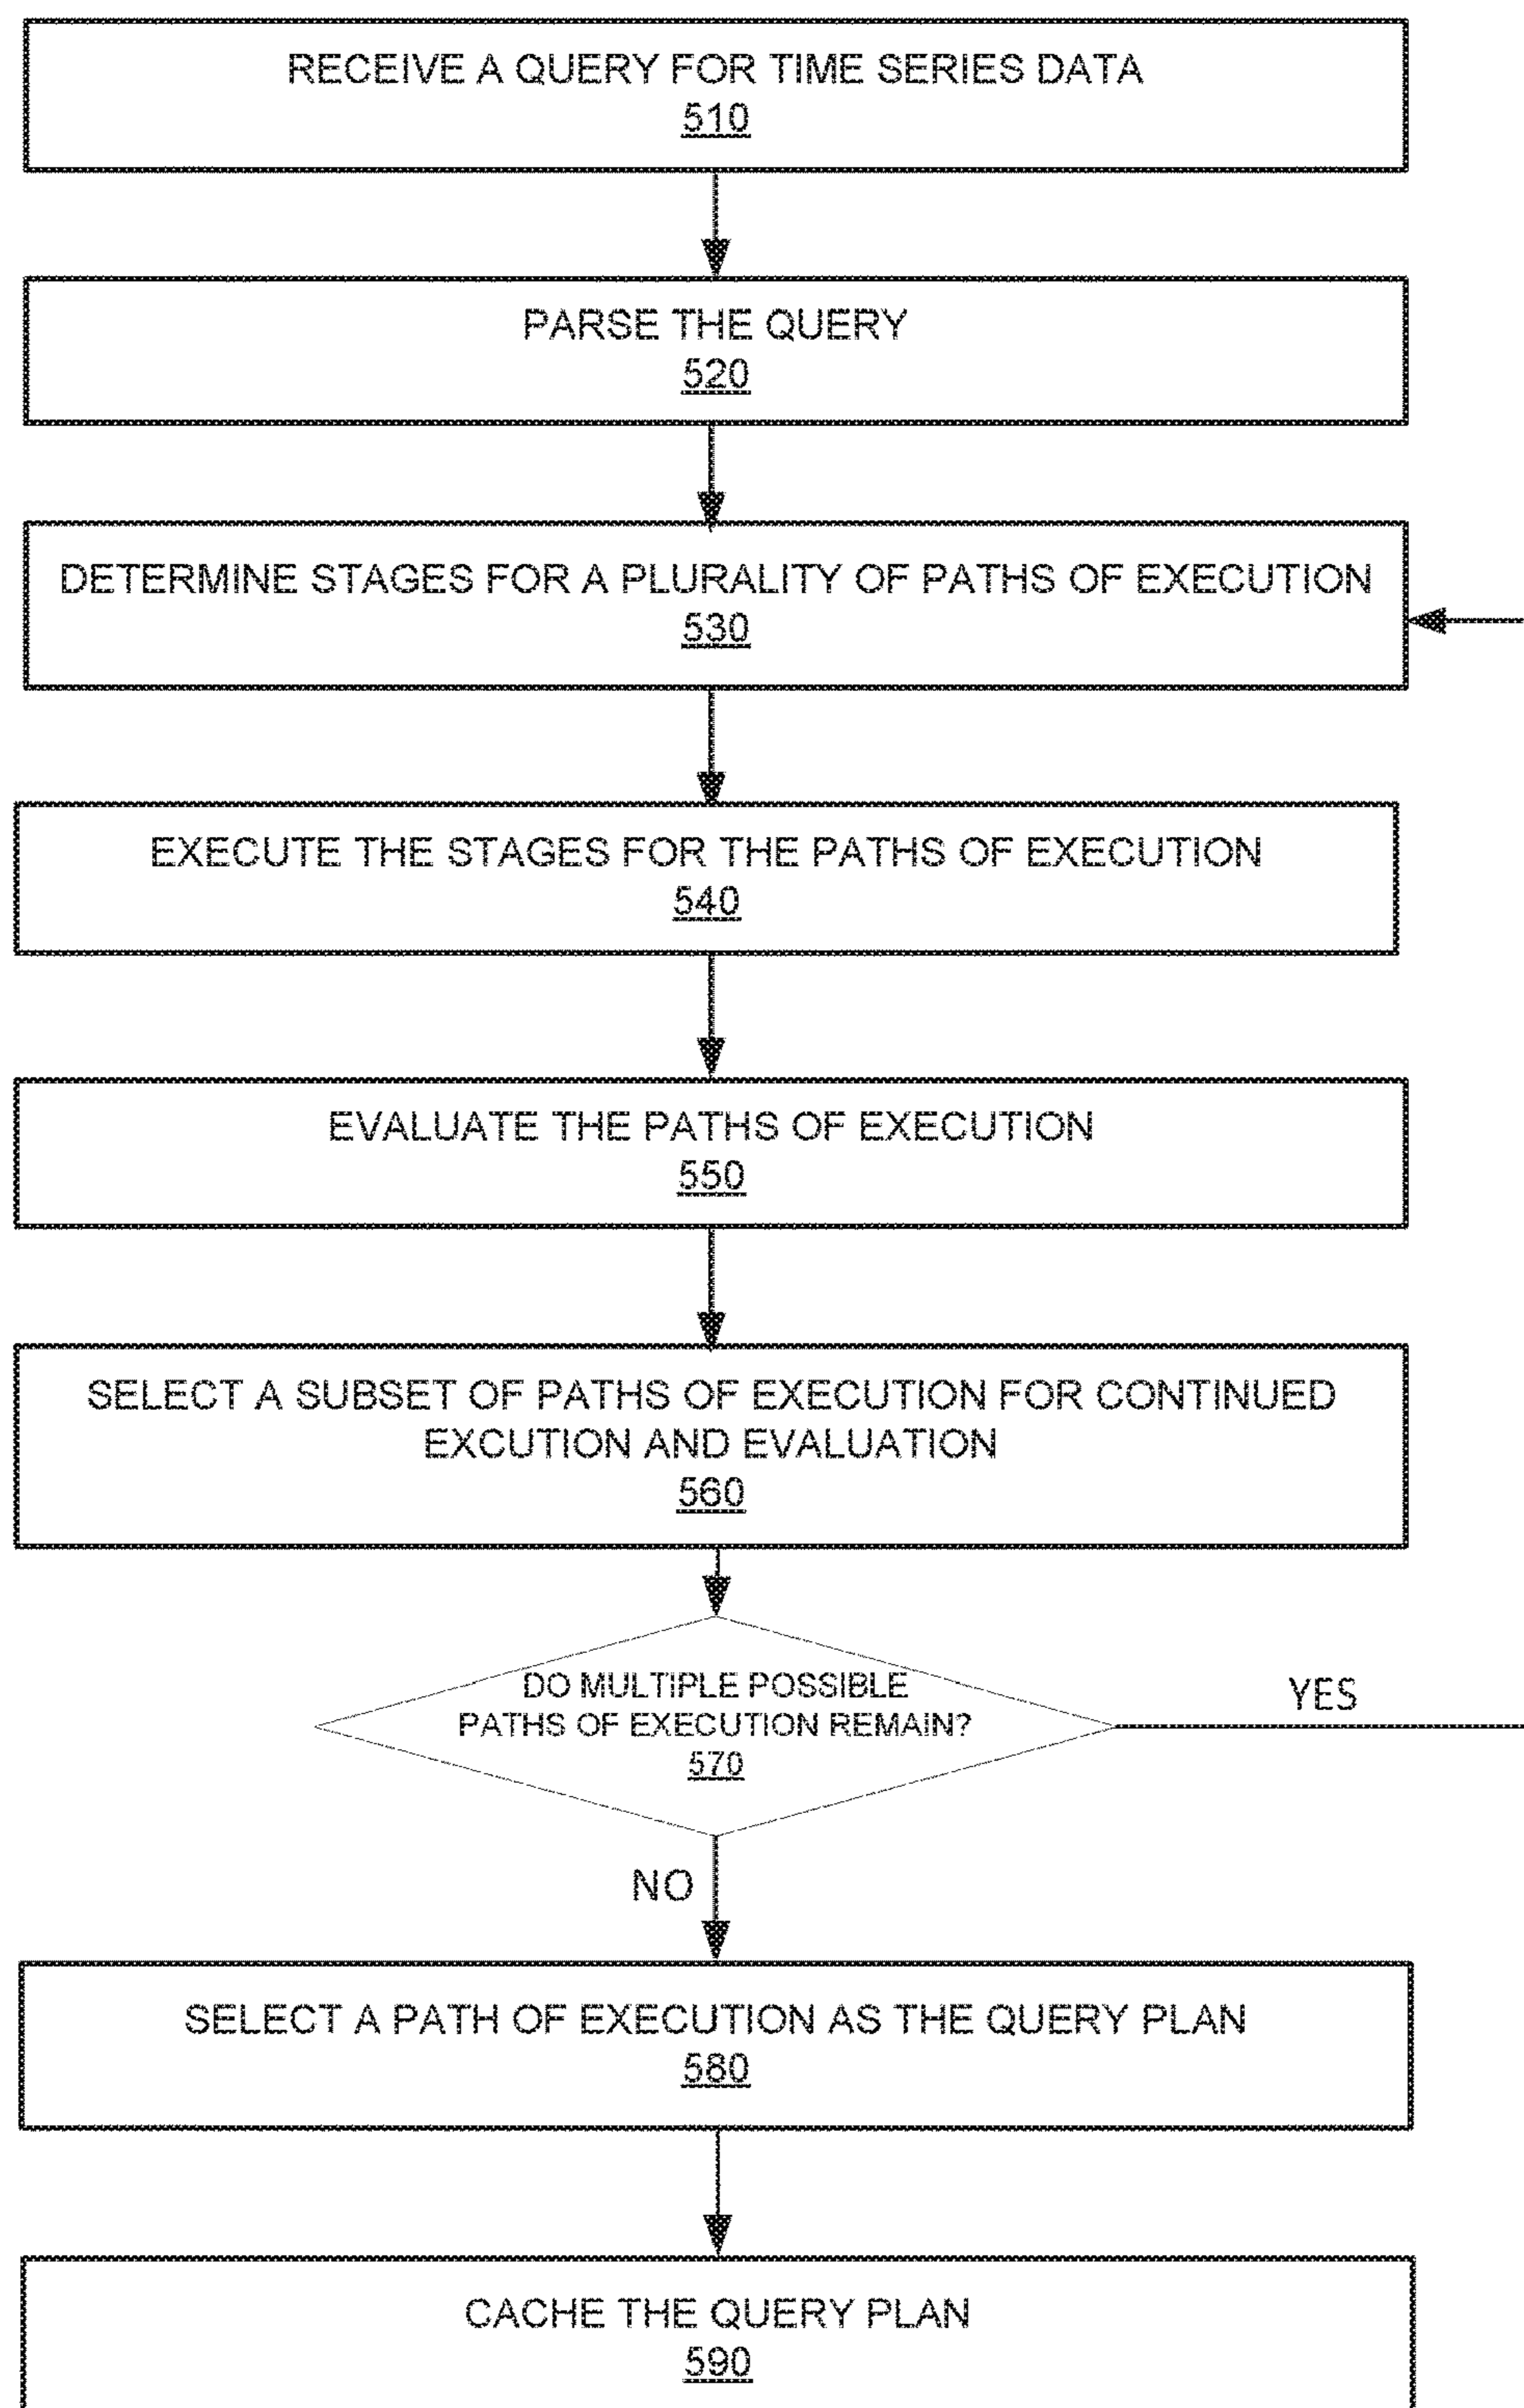 RECEIVE A QUERY FOR TIME SERIES DATA
510
PARSE THE QUERY
520
DETERMINE STAGES FOR A PLURALITY OF PATHS OF EXECUTION
530
EXECUTE THE STAGES FOR THE PATHS OF EXECUTION
540
EVALUATE THE PATHS OF EXECUTION
550
SELECT A SUBSET OF PATHS OF EXECUTION FOR CONTINUED
EXCUTION AND EVALUATION
560
DO MULTIPLE POSSIBLE
PATHS OF EXECUTION REMAIN?
570
YES
NO
SELECT A PATH OF EXECUTION AS THE QUERY PLAN
580
CACHE THE QUERY PLAN
590